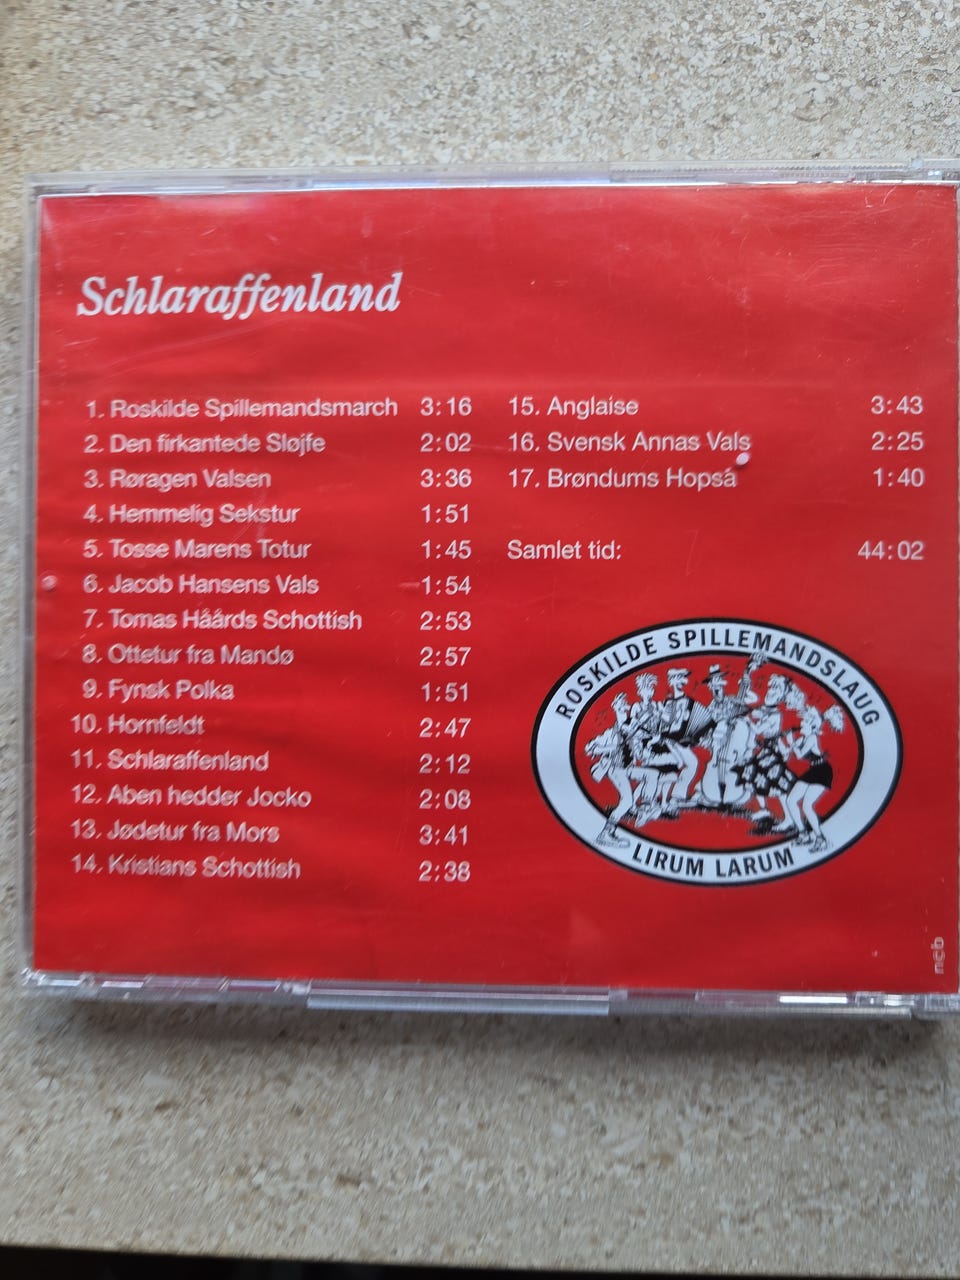 Schlaraffenland
1. Roskilde Spillemandsmarch 3:16
2. Den firkantede Sløjfe 2:02
3. Røragen Valsen 3:36
4. Hemmelig Sekstur 1:51
5. Tosse Marens Totur 1:45
6. Jacob Hansens Vals 1:54
7. Tomas Håårds Schottish 2:53
8. Ottetur fra Mandø 2:57
9. Fynsk Polka 1:51
10. Hornfeldt 2:47
11. Schlaraffenland 2:12
12. Aben hedder Jocko 2:08
13. Jødetur fra Mors 3:41
14. Kristians Schottish 2:38
15. Anglaise 3:43
16. Svensk Annas Vals 2:25
17. Brøndums Hopså 1:40
Samlet tid: 44:02
ROSKILDE SPILLEMANDSLAUG
LIRUM LARUM
ncb